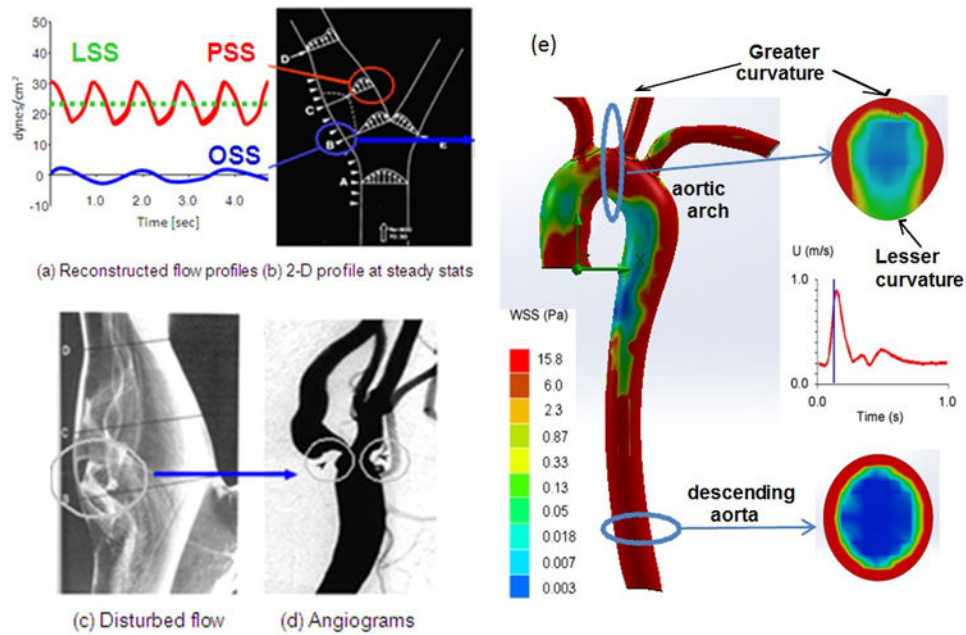 50
40
30
20
10
0
-10
dynes/cm²
LSS
PSS
OSS
1.0
2.0
3.0
4.0
Time [sec]
D
C
B
A
E
(a) Reconstructed flow profiles (b) 2-D profile at steady stats
D
C
B
(c) Disturbed flow
(d) Angiograms
(e)
Greater
curvature
aortic
arch
X
Lesser
curvature
WSS (Pa)
15.8
6.0
2.3
0.87
0.33
0.13
0.05
0.018
0.007
0.003
U (m/s)
1.0
0.0
0.0
1.0
Time (s)
descending
aorta